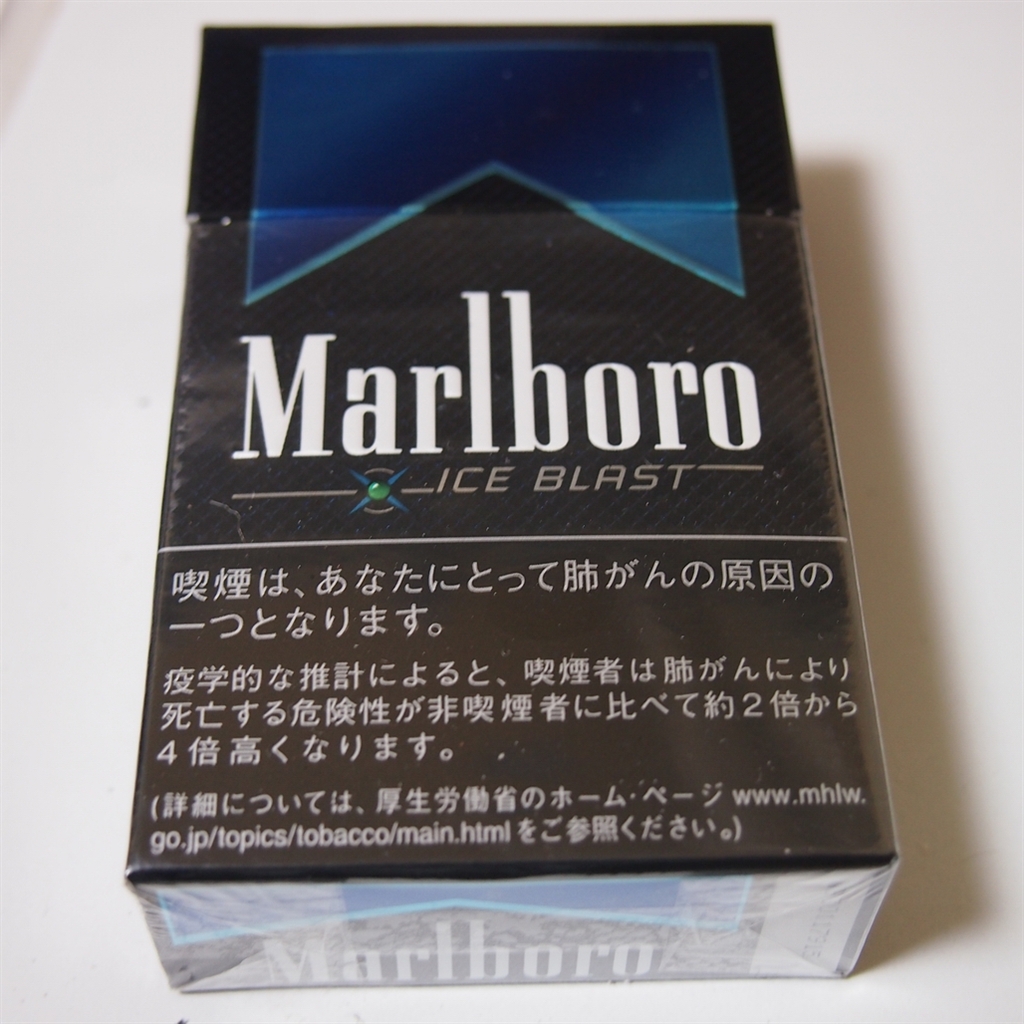 Marlboro
ICE BLAST
喫煙は、あなたにとって肺がんの原因の
一つとなります。
疫学的な推計によると、喫煙者は肺がんにより
死亡する危険性が非喫煙者に比べて約2倍から
4倍高くなります。
(詳細については、厚生労働省のホーム・ページ www.mhlw.
go.jp/topics/tobacco/main.html をご参照ください。)
Marlboro